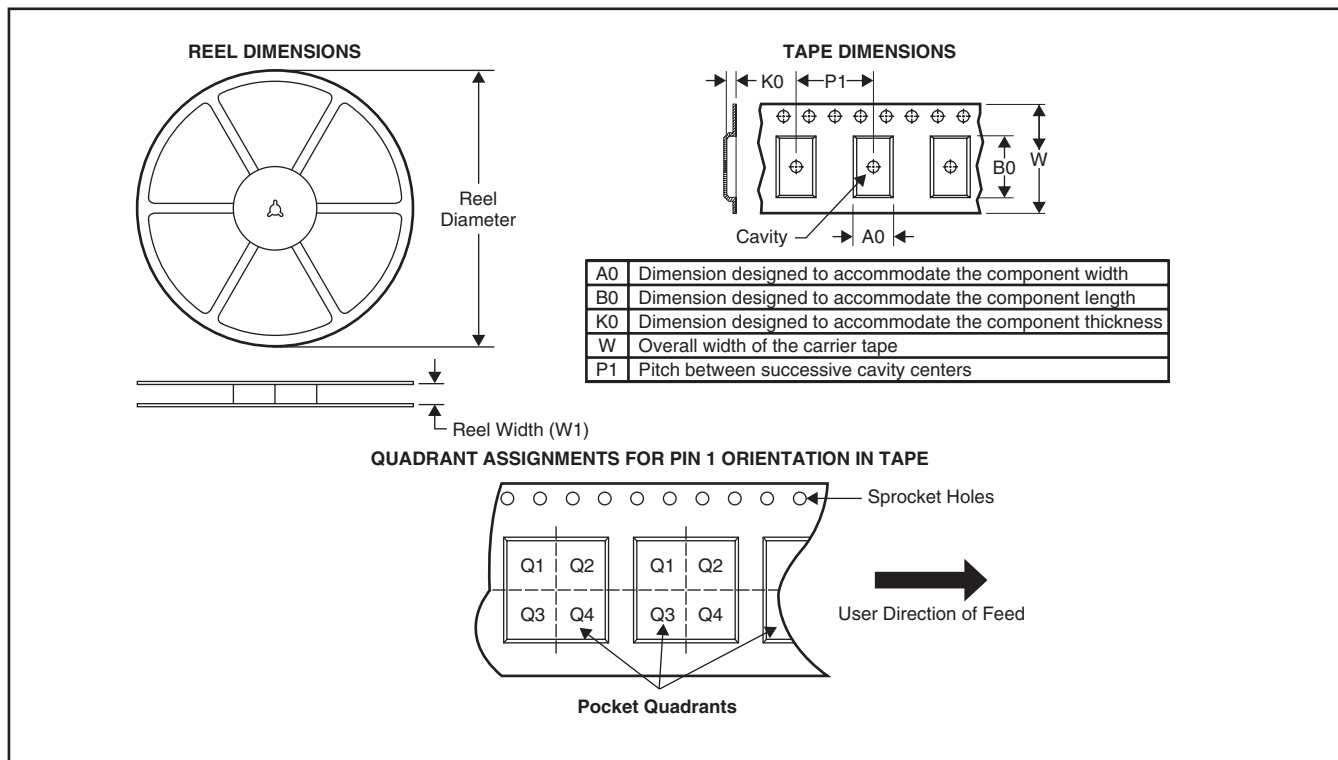 REEL DIMENSIONS
Reel
Diameter
Reel Width (W1)
TAPE DIMENSIONS
K0
P1
B0
W
Cavity
A0
A0 Dimension designed to accommodate the component width
B0 Dimension designed to accommodate the component length
K0 Dimension designed to accommodate the component thickness
W Overall width of the carrier tape
P1 Pitch between successive cavity centers
QUADRANT ASSIGNMENTS FOR PIN 1 ORIENTATION IN TAPE
Sprocket Holes
Q1 Q2 Q1 Q2
Q3 Q4 Q3 Q4
User Direction of Feed
Pocket Quadrants